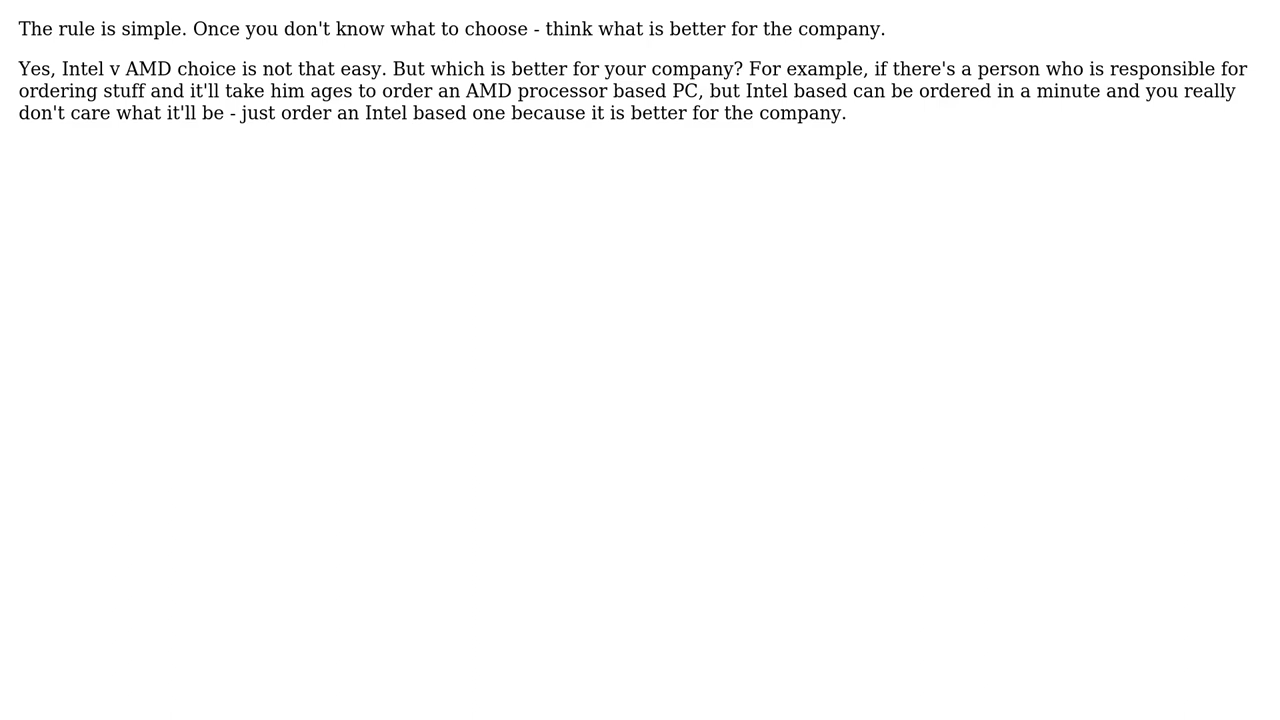 The rule is simple. Once you don't know what to choose - think what is better for the company.
Yes, Intel v AMD choice is not that easy. But which is better for your company? For example, if there's a person who is responsible for
ordering stuff and it'll take him ages to order an AMD processor based PC, but Intel based can be ordered in a minute and you really
don't care what it'll be - just order an Intel based one because it is better for the company.